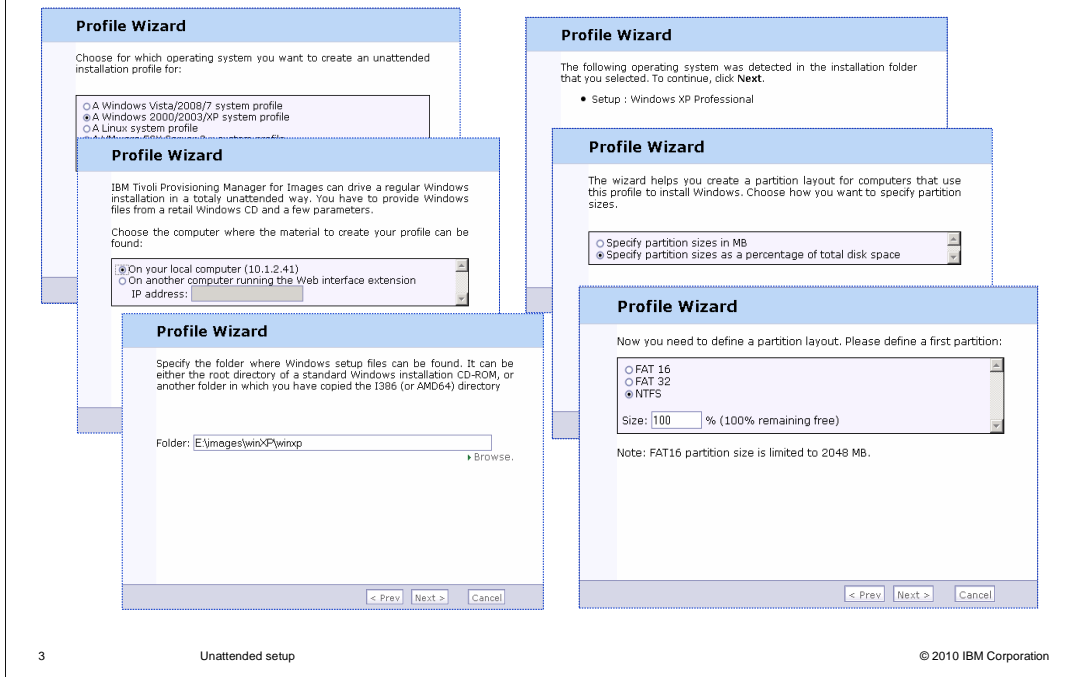 Profile Wizard
Choose for which operating system you want to create an unattended
installation profile for:
A Windows Vista/2008/7 system profile
A Windows 2000/2003/XP system profile
A Linux system profile
Profile Wizard
IBM Tivoli Provisioning Manager for Images can drive a regular Windows
installation in a totaly unattended way. You have to provide Windows
files from a retail Windows CD and a few parameters.
Choose the computer where the material to create your profile can be
found:
On your local computer (10.1.2.41)
On another computer running the Web interface extension
IP address:
Profile Wizard
Specify the folder where Windows setup files can be found. It can be
either the root directory of a standard Windows installation CD-ROM, or
another folder in which you have copied the I386 (or AMD64) directory
Folder: E:\images\winXP\winxp
Browse.
< Prev Next > Cancel
Profile Wizard
The following operating system was detected in the installation folder
that you selected. To continue, click Next.
• Setup : Windows XP Professional
Profile Wizard
The wizard helps you create a partition layout for computers that use
this profile to install Windows. Choose how you want to specify partition
sizes.
Specify partition sizes in MB
Specify partition sizes as a percentage of total disk space
Profile Wizard
Now you need to define a partition layout. Please define a first partition:
FAT 16
FAT 32
NTFS
Size: 100 % (100% remaining free)
Note: FAT16 partition size is limited to 2048 MB.
< Prev Next > Cancel
3 Unattended setup © 2010 IBM Corporation